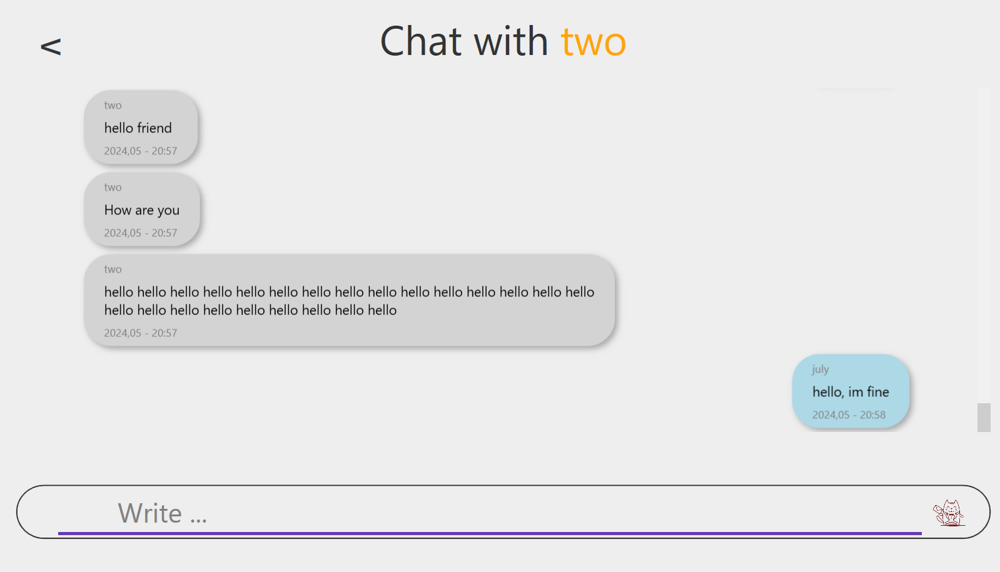 <
Chat with two
two
hello friend
2024,05 - 20:57
two
How are you
2024,05 - 20:57
two
hello hello hello hello hello hello hello hello hello hello hello hello hello hello hello
hello hello hello hello hello hello hello hello hello
2024,05 - 20:57
july
hello, im fine
2024,05 - 20:58
Write ...